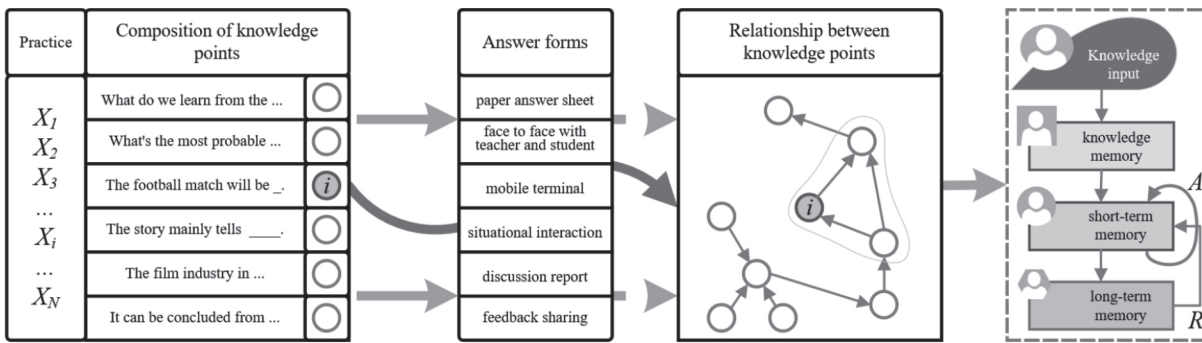 Practice
Composition of knowledge
points
Answer forms
Relationship between
knowledge points
X1
X2
X3
...
Xi
...
XN
What do we learn from the ...
What's the most probable ...
The football match will be _.
i
The story mainly tells ____.
The film industry in ...
It can be concluded from ...
paper answer sheet
face to face with
teacher and student
mobile terminal
situational interaction
discussion report
feedback sharing
i
Knowledge
input
knowledge
memory
short-term
memory
A
long-term
memory
R